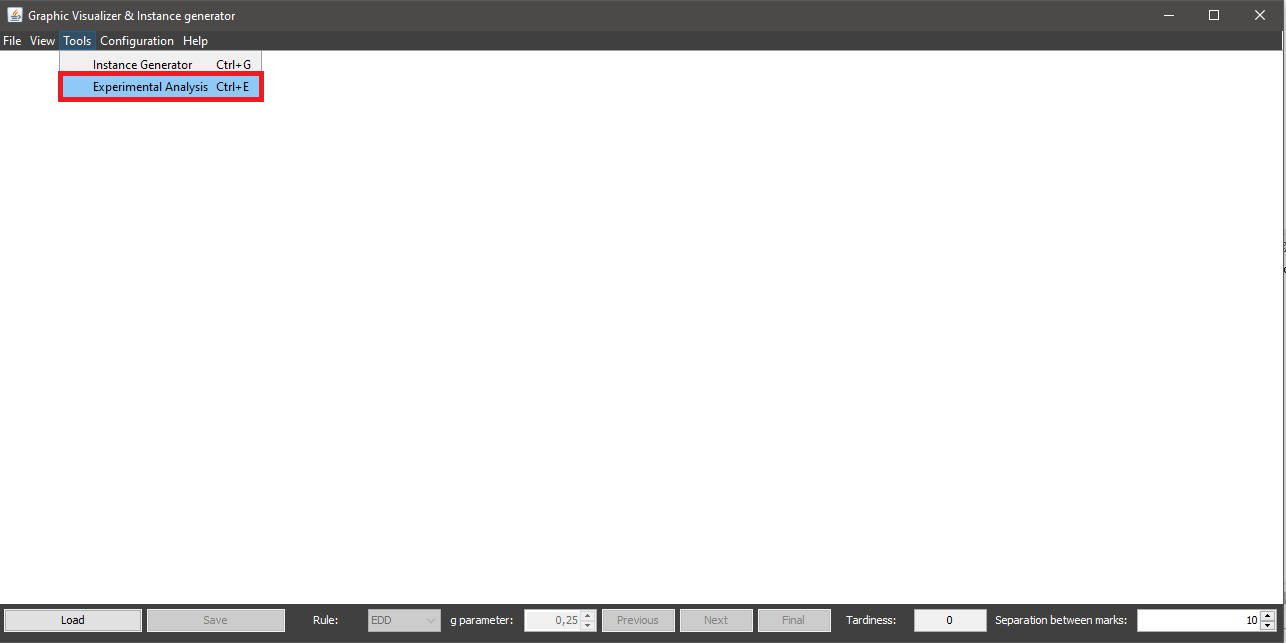 Graphic Visualizer & Instance generator
File View Tools Configuration Help
Instance Generator Ctrl+G
Experimental Analysis Ctrl+E
Load Save Rule: EDD g parameter: 0,25 Previous Next Final Tardiness: 0 Separation between marks: 10